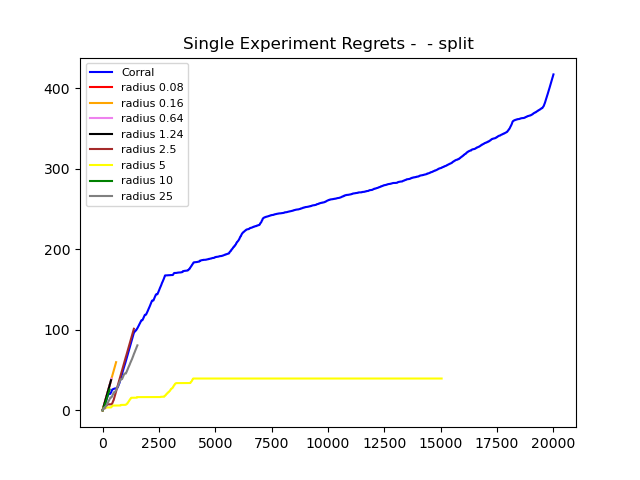 Single Experiment Regrets -  - split
Corral
radius 0.08
radius 0.16
radius 0.64
radius 1.24
radius 2.5
radius 5
radius 10
radius 25
400
300
200
100
0
0 2500 5000 7500 10000 12500 15000 17500 20000